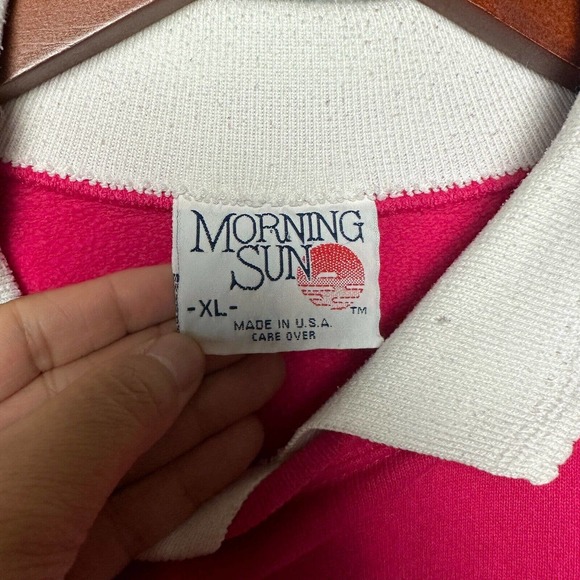 MORNING
SUN
-XL-
TM
MADE IN U.S.A.
CARE OVER